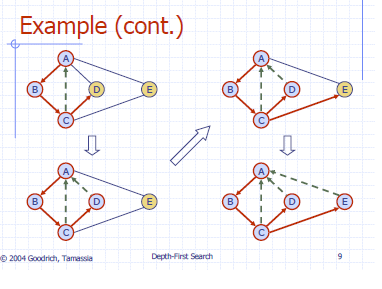 Example (cont.)
A
B
D
E
C
A
B
D
E
C
A
B
D
E
C
A
B
D
E
C
© 2004 Goodrich, Tamassia
Depth-First Search
9